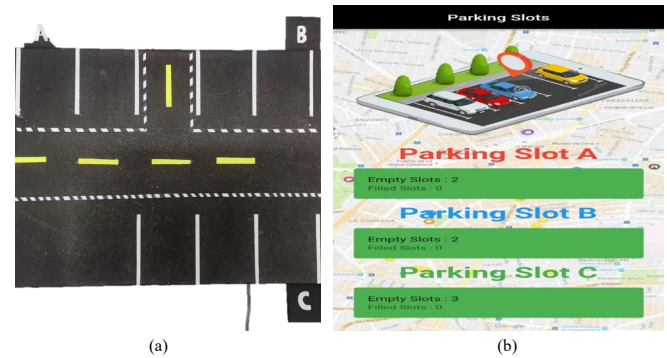 A
B
C
(a)
Parking Slots
Parking Slot A
Empty Slots : 2
Filled Slots : 0
Parking Slot B
Empty Slots : 2
Filled Slots : 0
Parking Slot C
Empty Slots : 3
Filled Slots : 0
Google
(b)